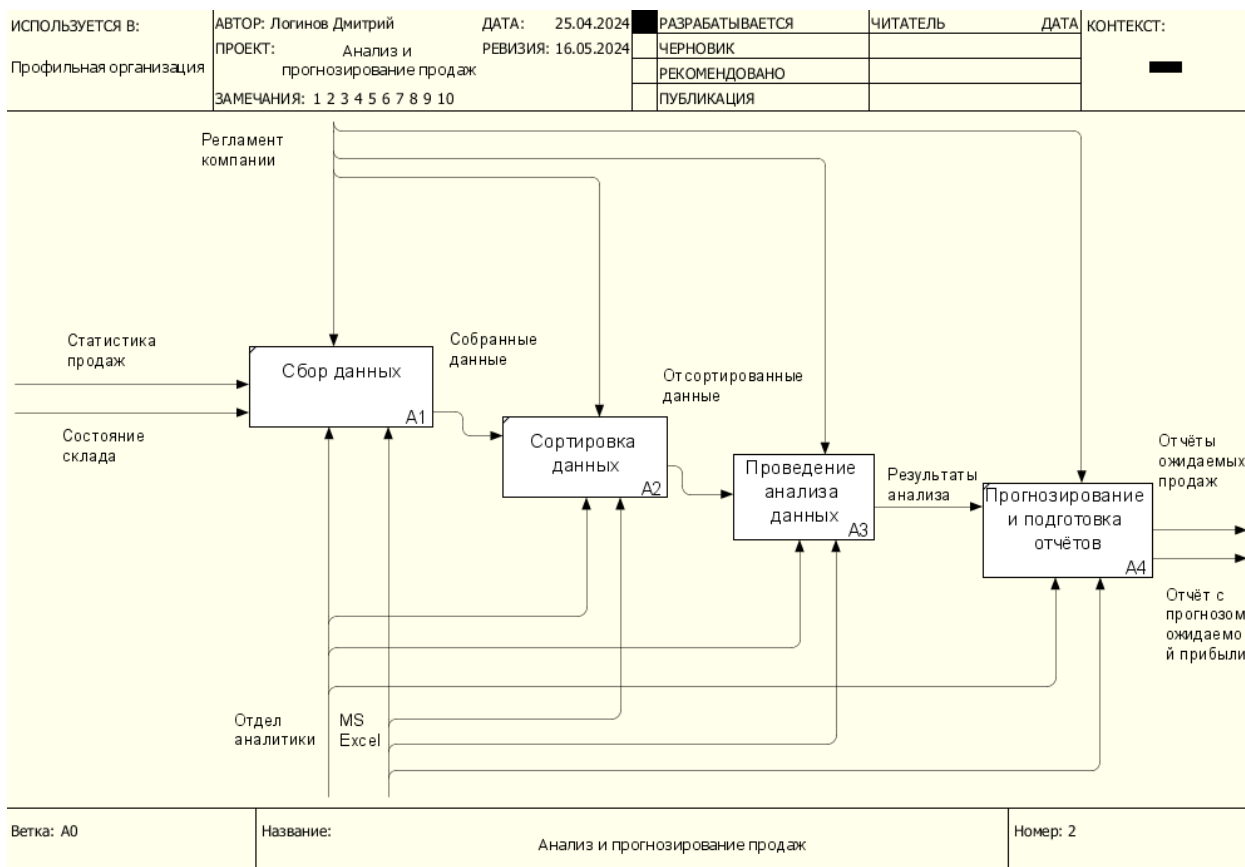 ИСПОЛЬЗУЕТСЯ В:
Профильная организация
АВТОР: Логинов Дмитрий
ДАТА: 25.04.2024
ПРОЕКТ: Анализ и
прогнозирование продаж
РЕВИЗИЯ: 16.05.2024
ЗАМЕЧАНИЯ: 1 2 3 4 5 6 7 8 9 10
РАЗРАБАТЫВАЕТСЯ
ЧЕРНОВИК
РЕКОМЕНДОВАНО
ПУБЛИКАЦИЯ
ЧИТАТЕЛЬ
ДАТА
КОНТЕКСТ:
Регламент
компании
Статистика
продаж
Состояние
склада
Сбор данных
A1
Собранные
данные
Сортировка
данных
A2
Отсортированные
данные
Проведение
анализа
данных
A3
Результаты
анализа
Прогнозирование
и подготовка
отчётов
A4
Отчёты
ожидаемых
продаж
Отчёт с
прогнозом
ожидаемо
й прибыли
Отдел
аналитики
MS
Excel
Ветка: A0
Название:
Анализ и прогнозирование продаж
Номер: 2